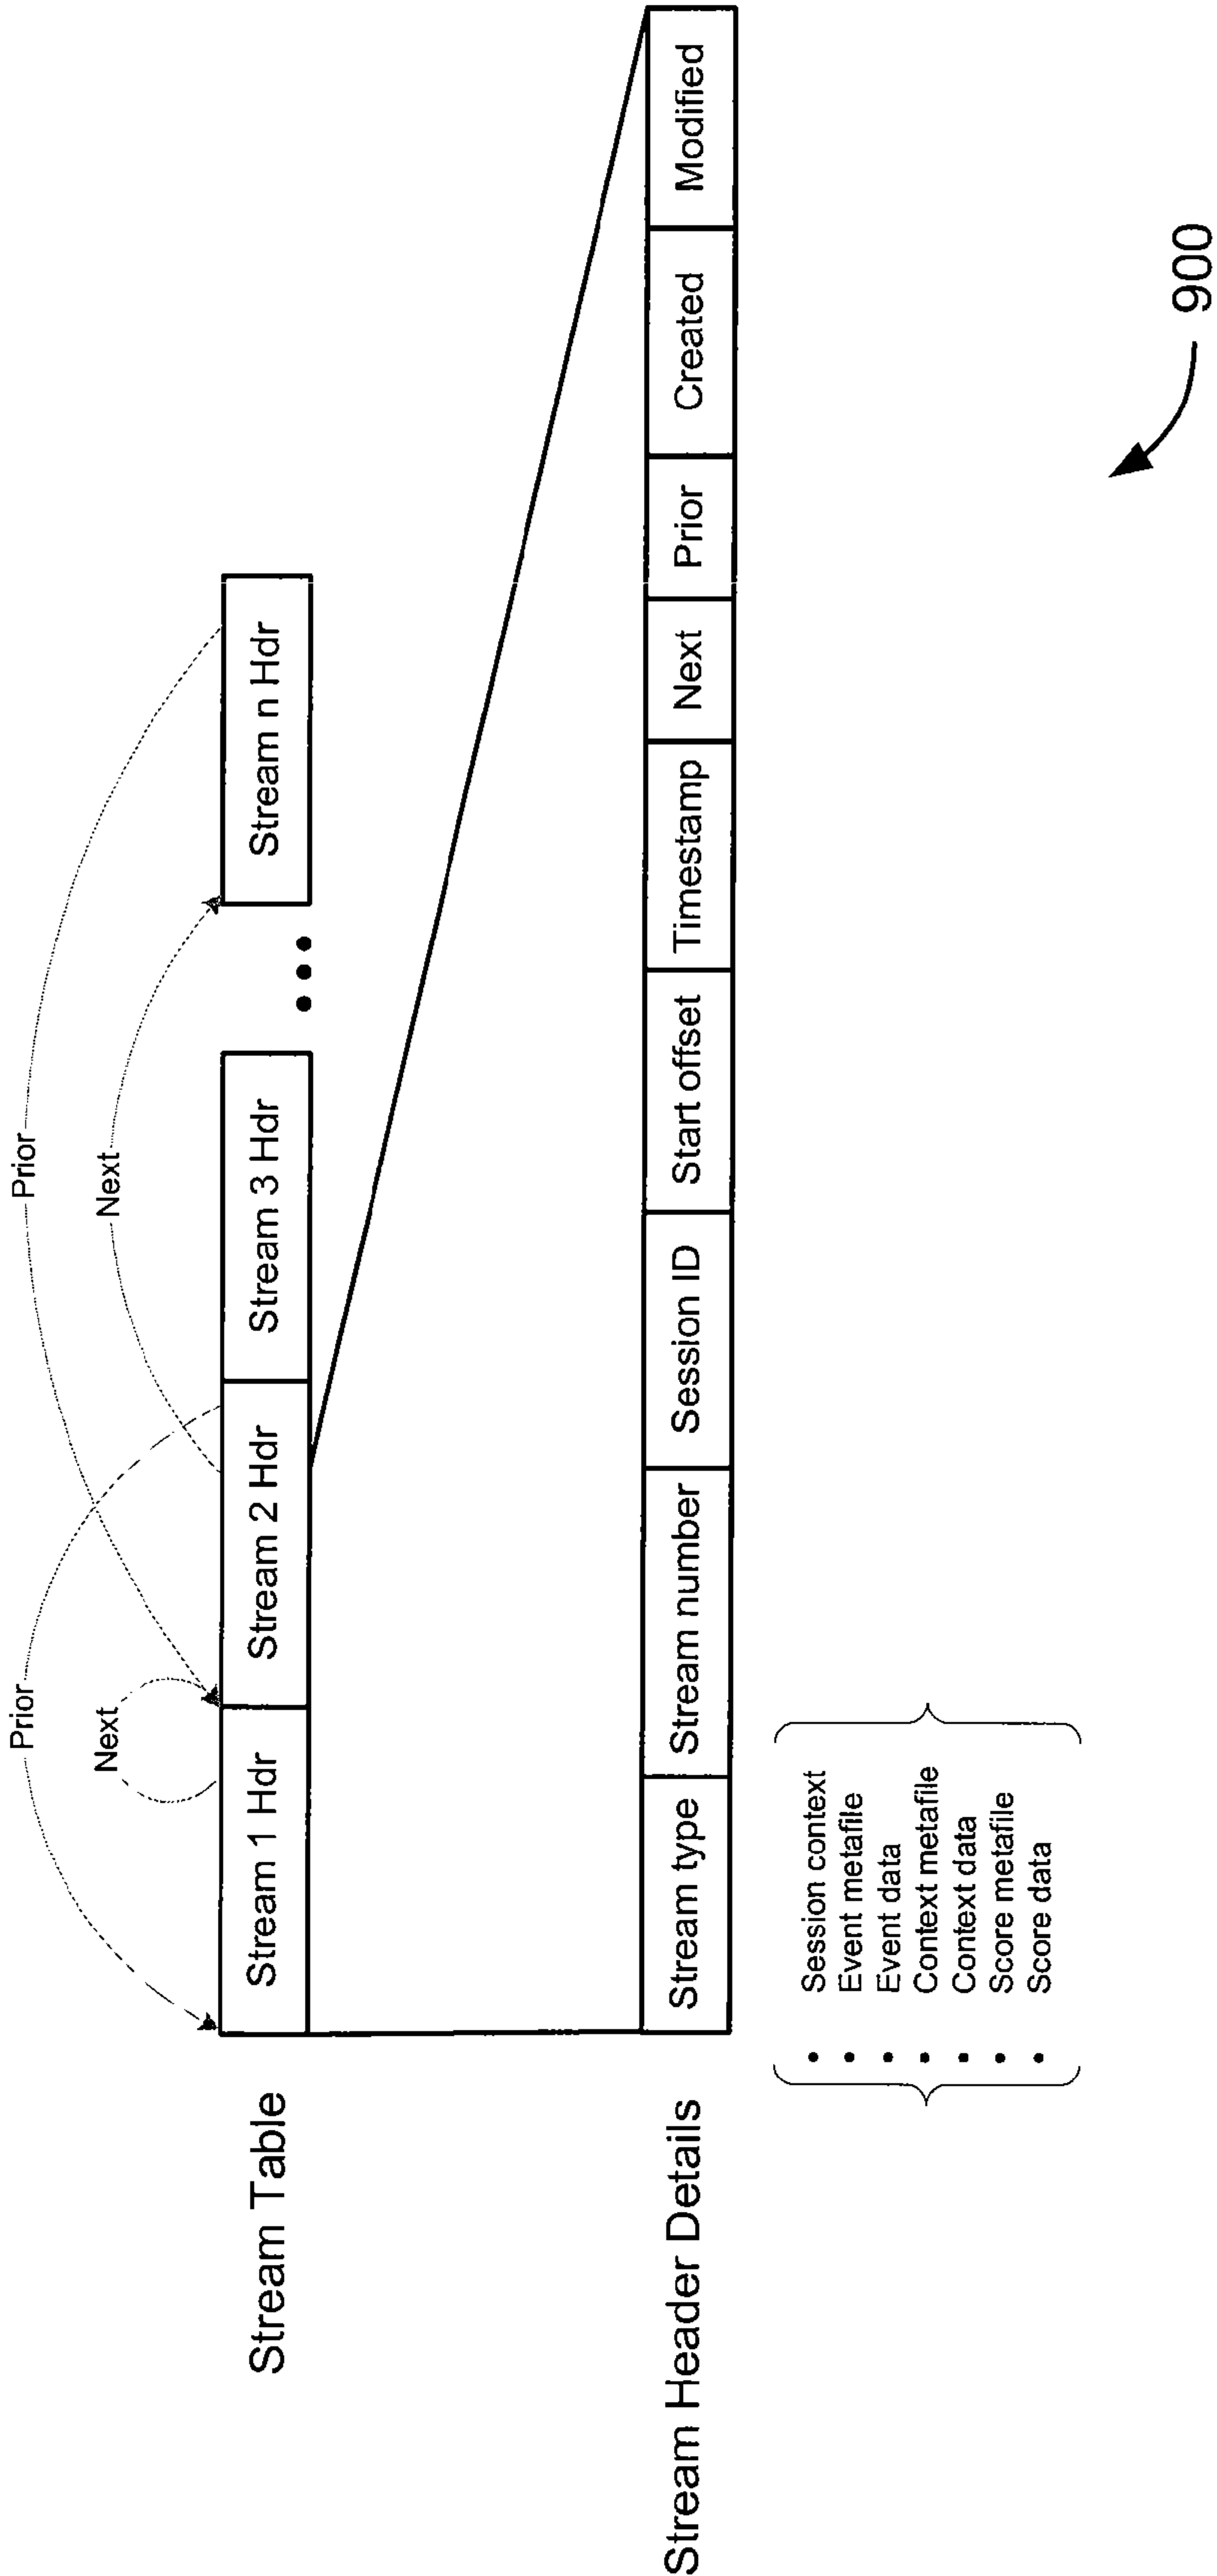 Prior
Prior
Next
Next
Stream Table
Stream 1 Hdr
Stream 2 Hdr
Stream 3 Hdr
Stream n Hdr
Stream Header Details
Stream type
Stream number
Session ID
Start offset
Timestamp
Next
Prior
Created
Modified
• Session context
• Event metafile
• Event data
• Context metafile
• Context data
• Score metafile
• Score data
900